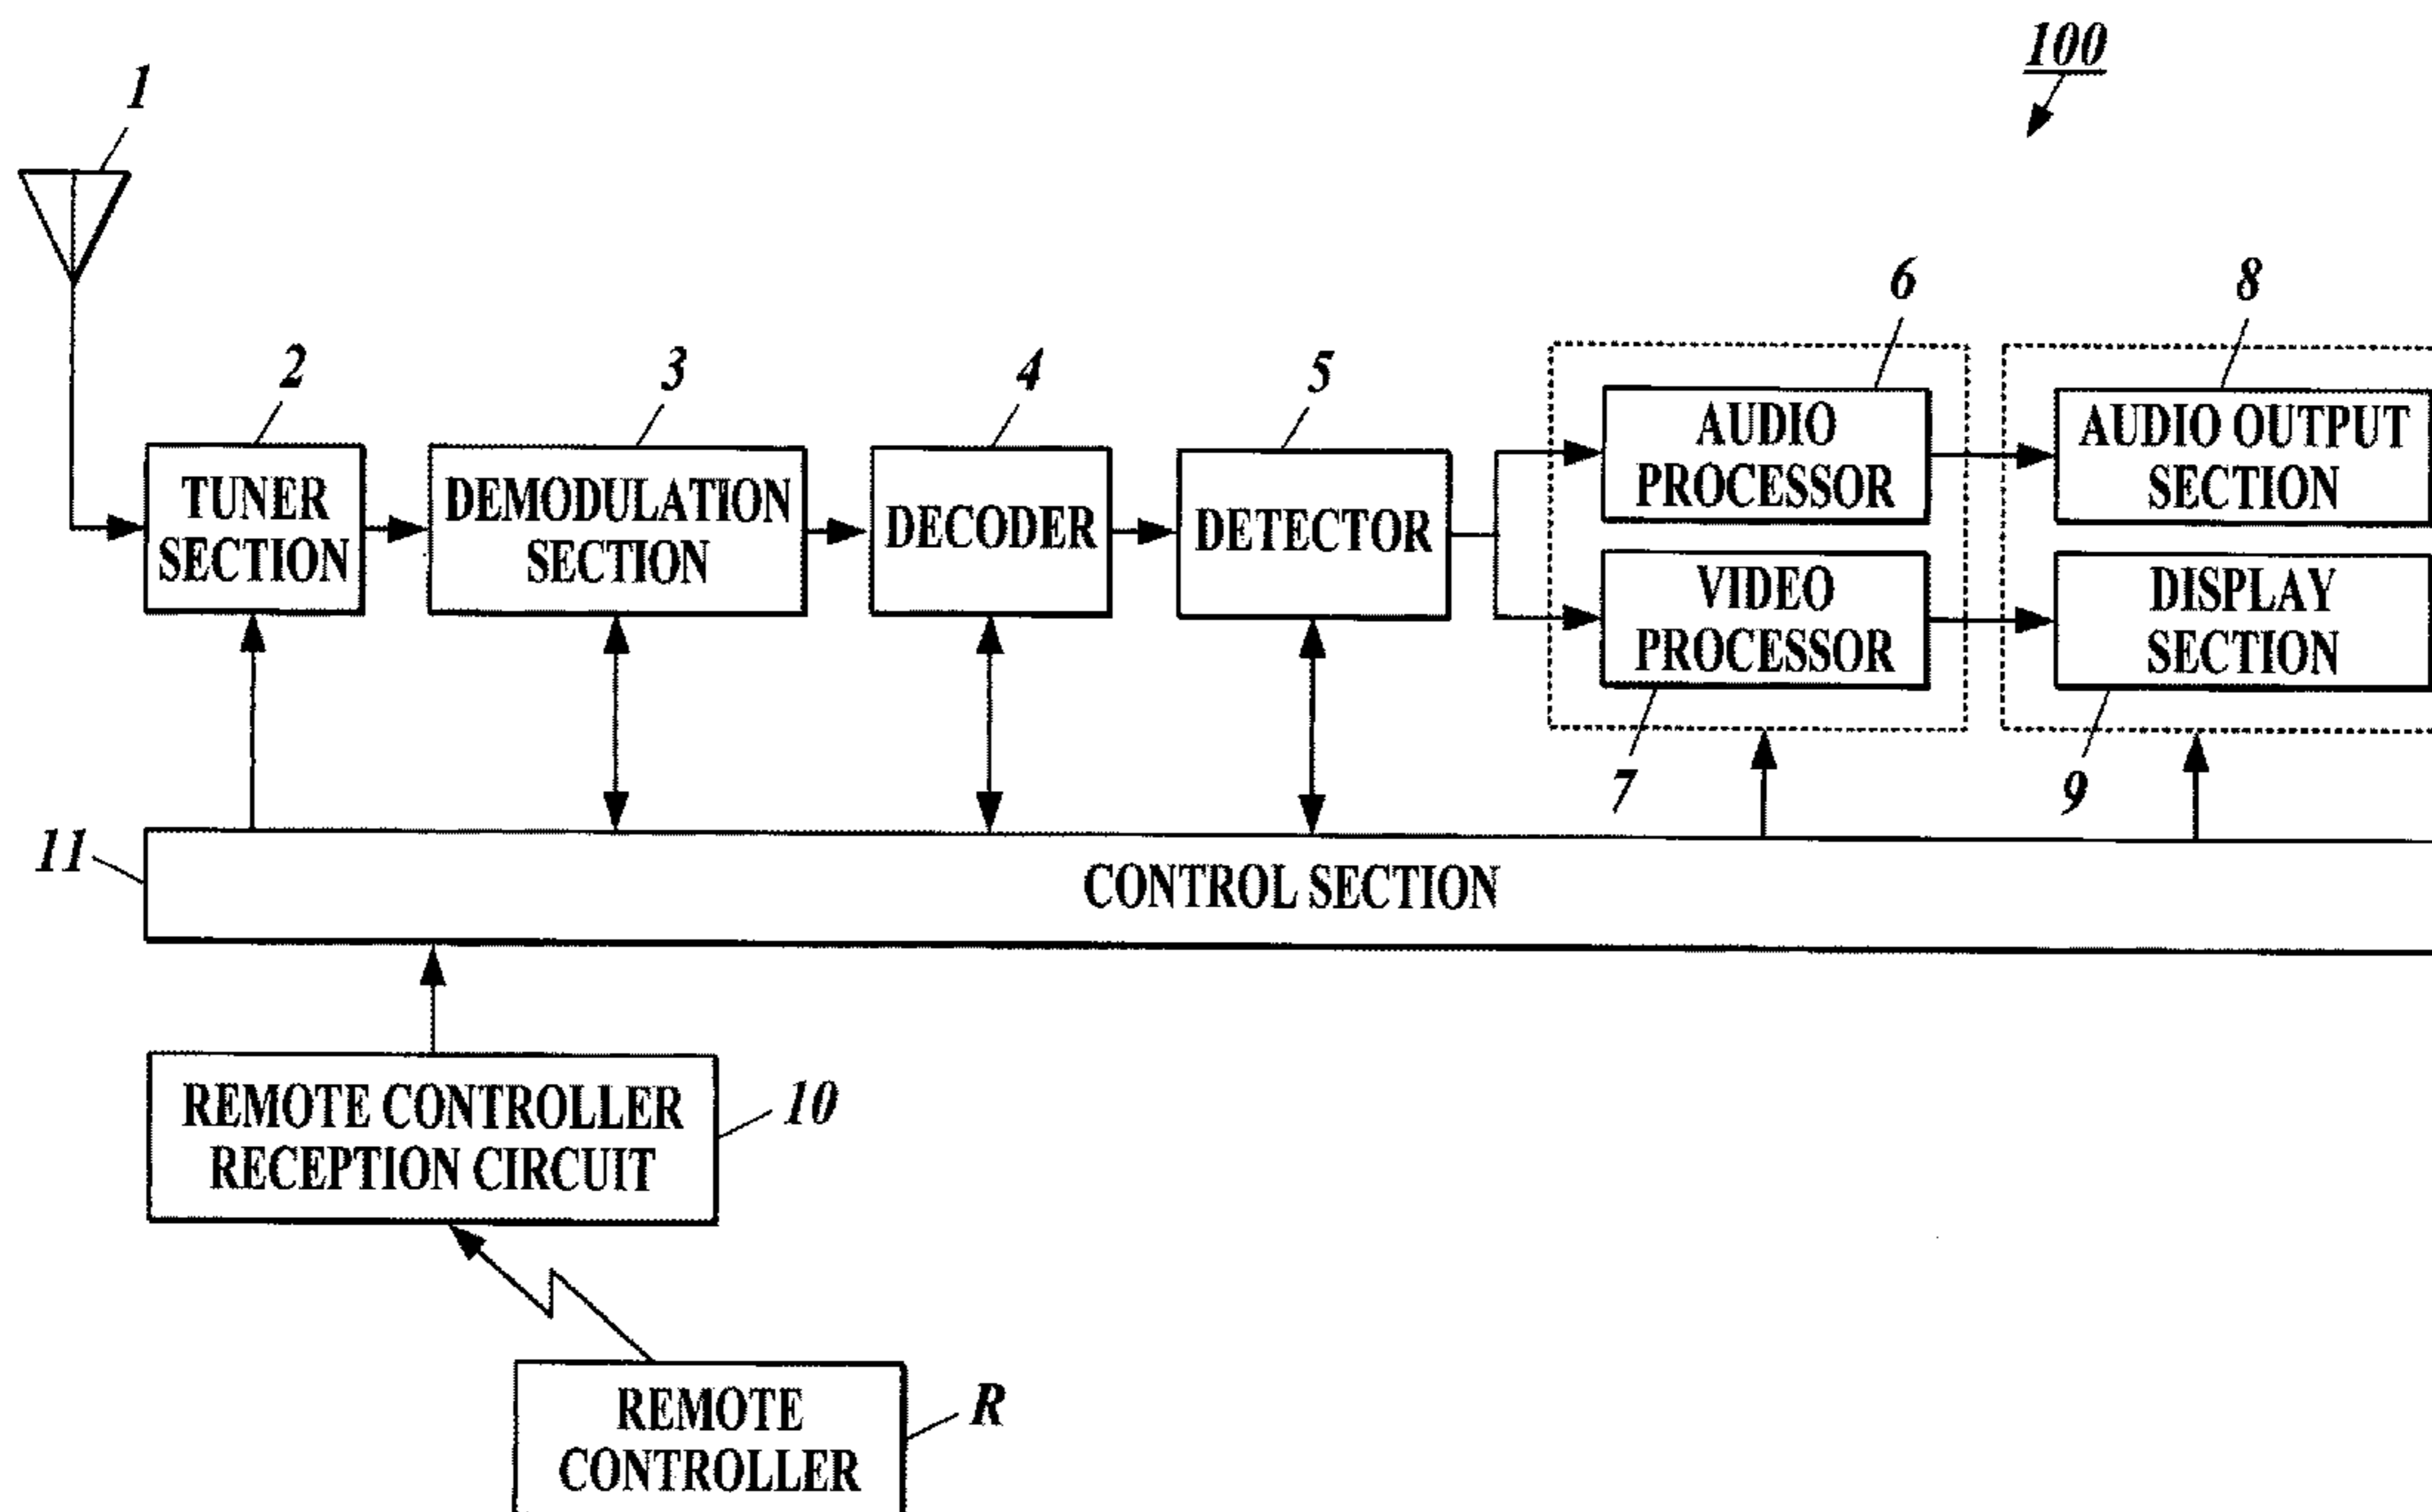 100
1
6
8
2
3
4
5
AUDIO
PROCESSOR
AUDIO OUTPUT
SECTION
TUNER
SECTION
DEMODULATION
SECTION
DECODER
DETECTOR
VIDEO
PROCESSOR
DISPLAY
SECTION
7
9
11
CONTROL SECTION
REMOTE CONTROLLER
RECEPTION CIRCUIT
10
REMOTE
CONTROLLER
R